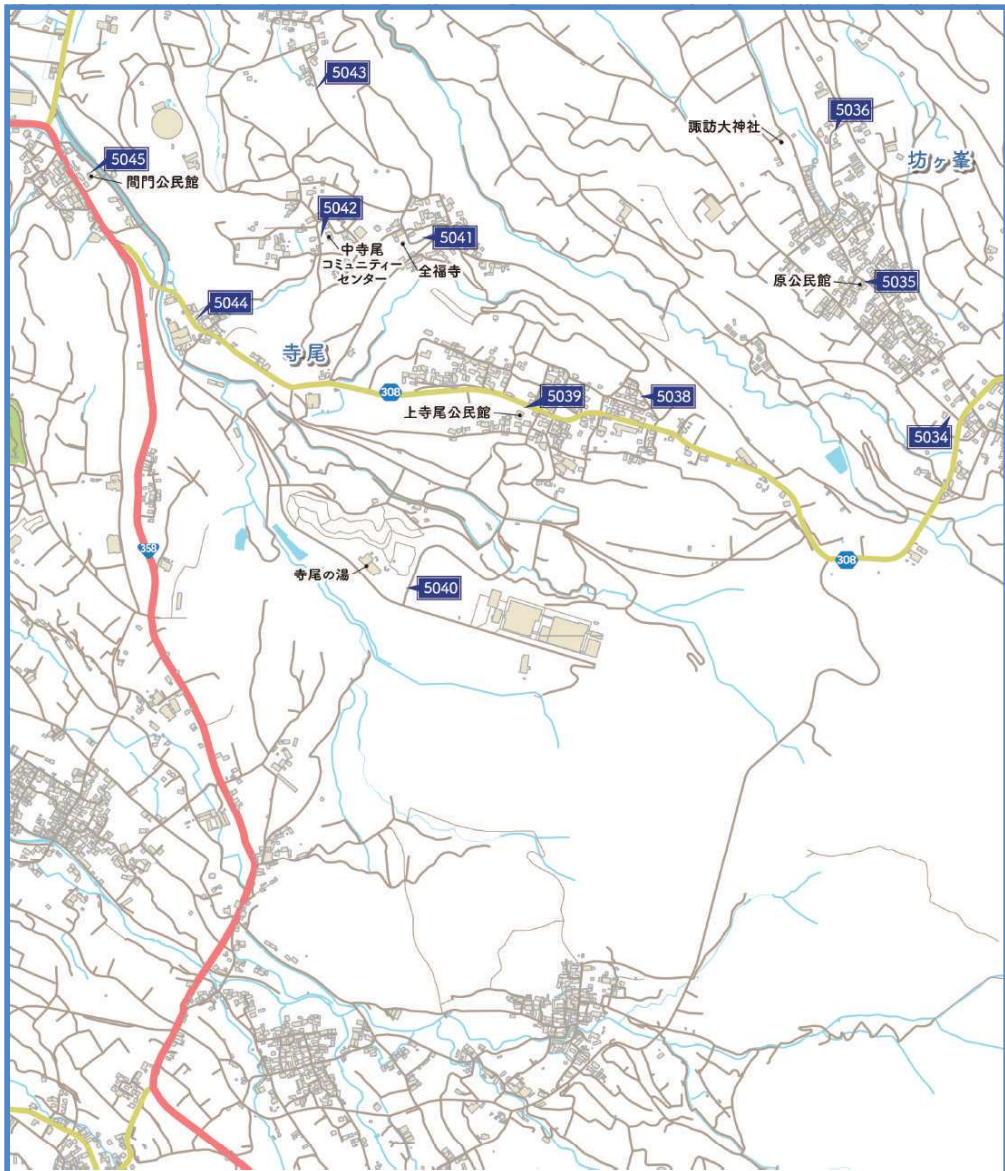 5043
5036
諏訪大神社
坊ヶ峯
5045
間門公民館
5042
5041
中寺尾
コミュニティー
センター
全福寺
原公民館
5035
5044
寺尾
308
5039
5038
上寺尾公民館
5034
358
308
寺尾の湯
5040